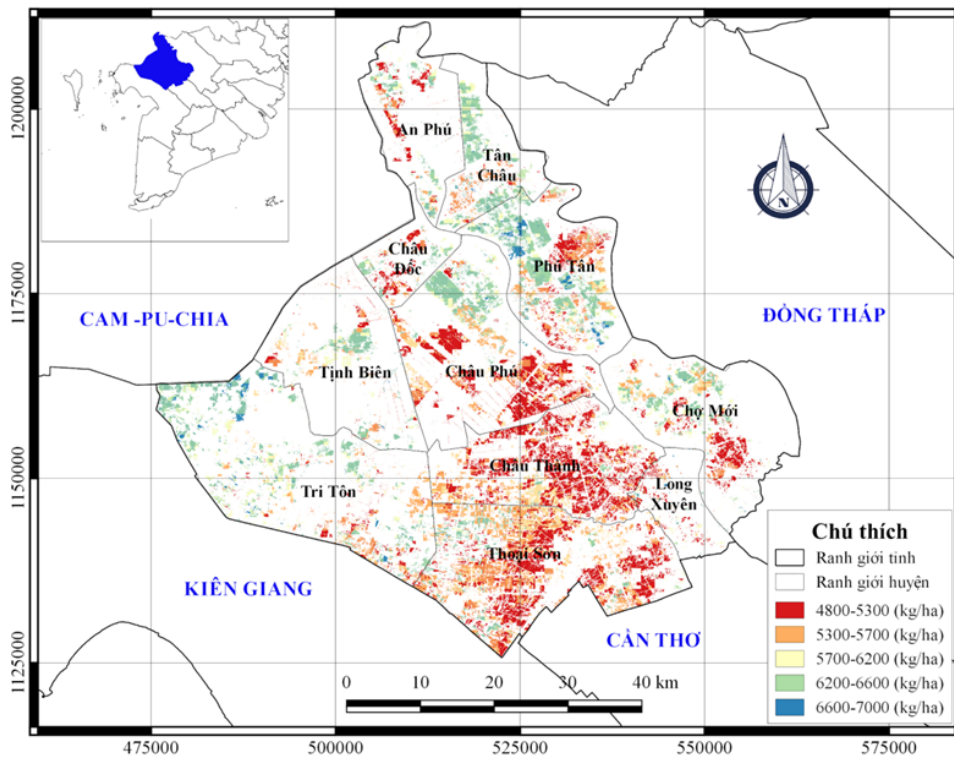 An Phú
Tân
Châu
Châu
Đốc
Phú Tân
CAM -PU-CHIA
ĐỒNG THÁP
Tịnh Biên
Châu Phú
Chợ Mới
Châu Thành
Tri Tôn
Long
Xuyên
Thoại Sơn
KIÊN GIANG
CẦN THƠ
N
Chú thích
Ranh giới tỉnh
Ranh giới huyện
4800-5300 (kg/ha)
5300-5700 (kg/ha)
5700-6200 (kg/ha)
6200-6600 (kg/ha)
6600-7000 (kg/ha)
0 10 20 30 40 km
1200000
1175000
1150000
1125000
475000 500000 525000 550000 575000